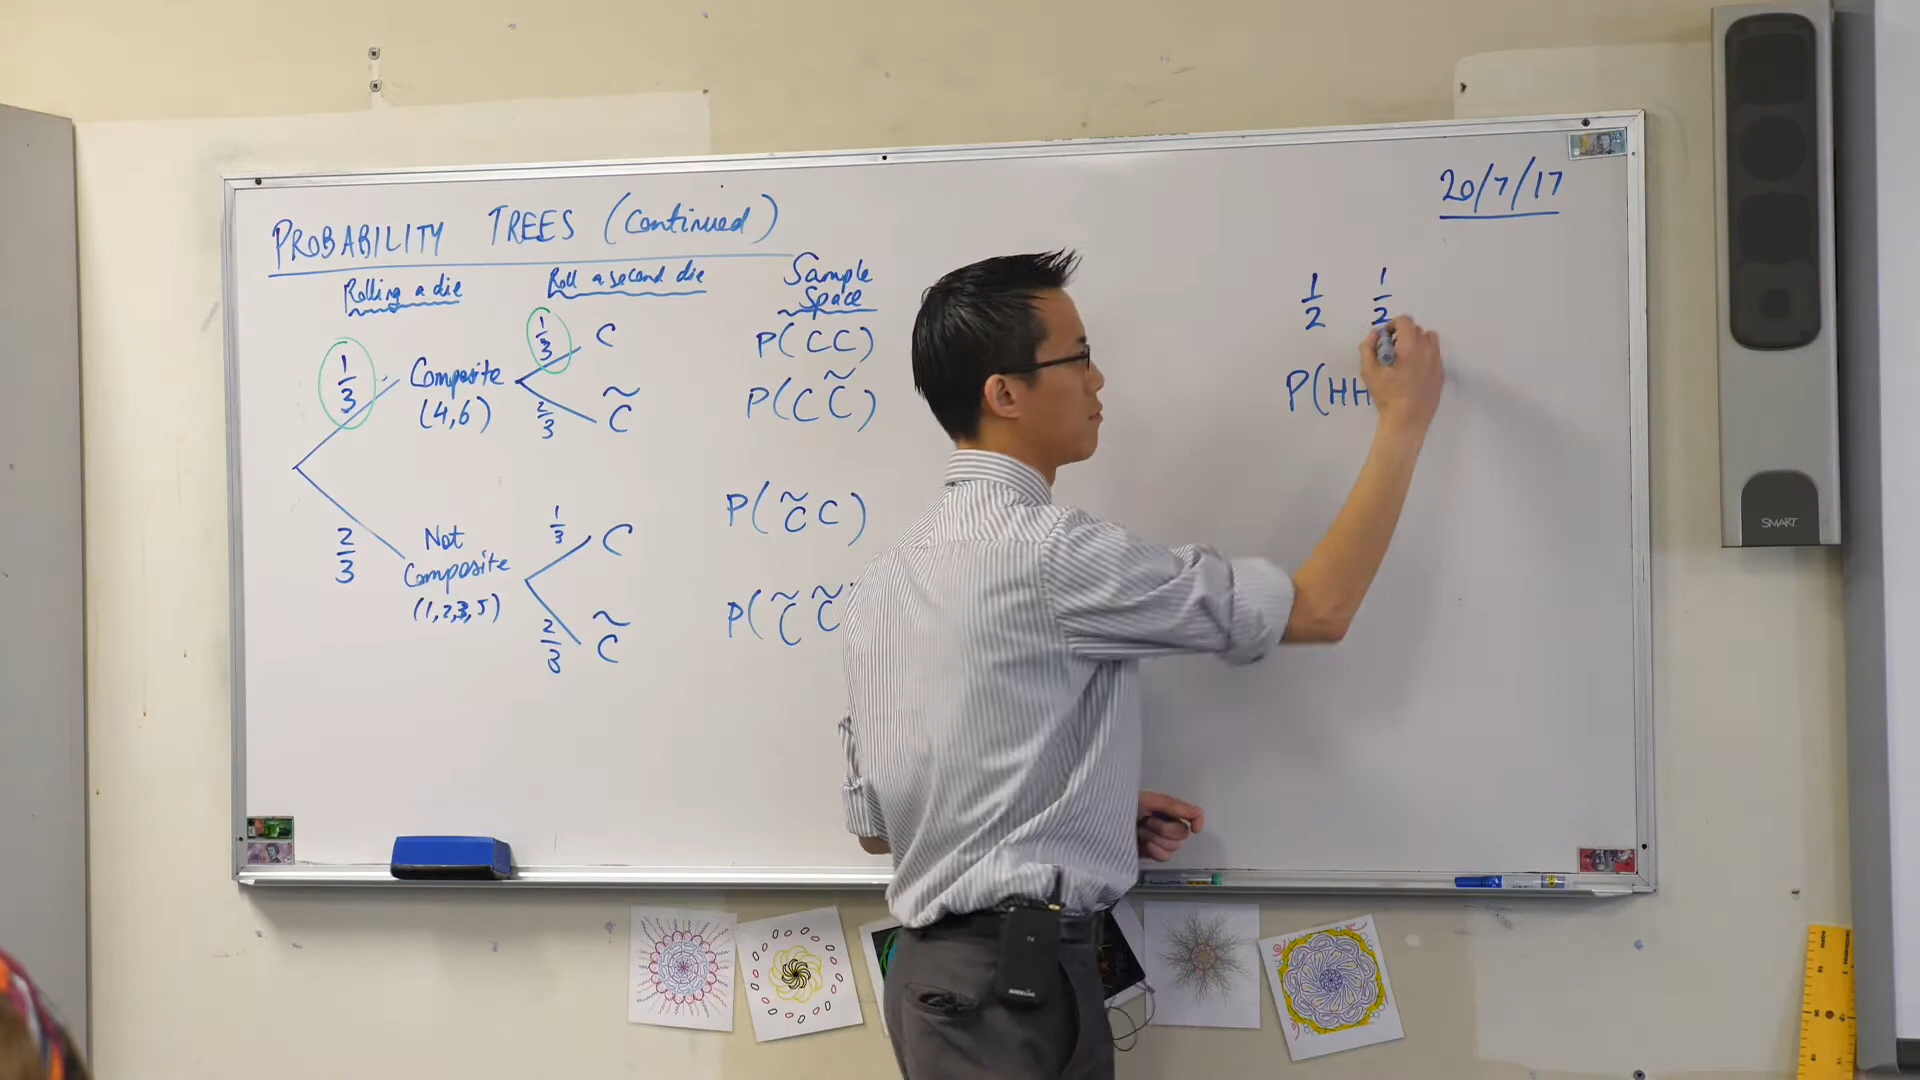 PROBABILITY TREES (Continued)
20/7/17
Rolling a die
Roll a second die
Sample
Space
1/3
Composite
(4,6)
1/3
C
2/3
C̃
P(CC)
P(CC̃)
2/3
Not
Composite
(1,2,3,5)
1/3
C
2/3
C̃
P(C̃C)
P(C̃C̃
1/2 1/2
P(HH
SMART